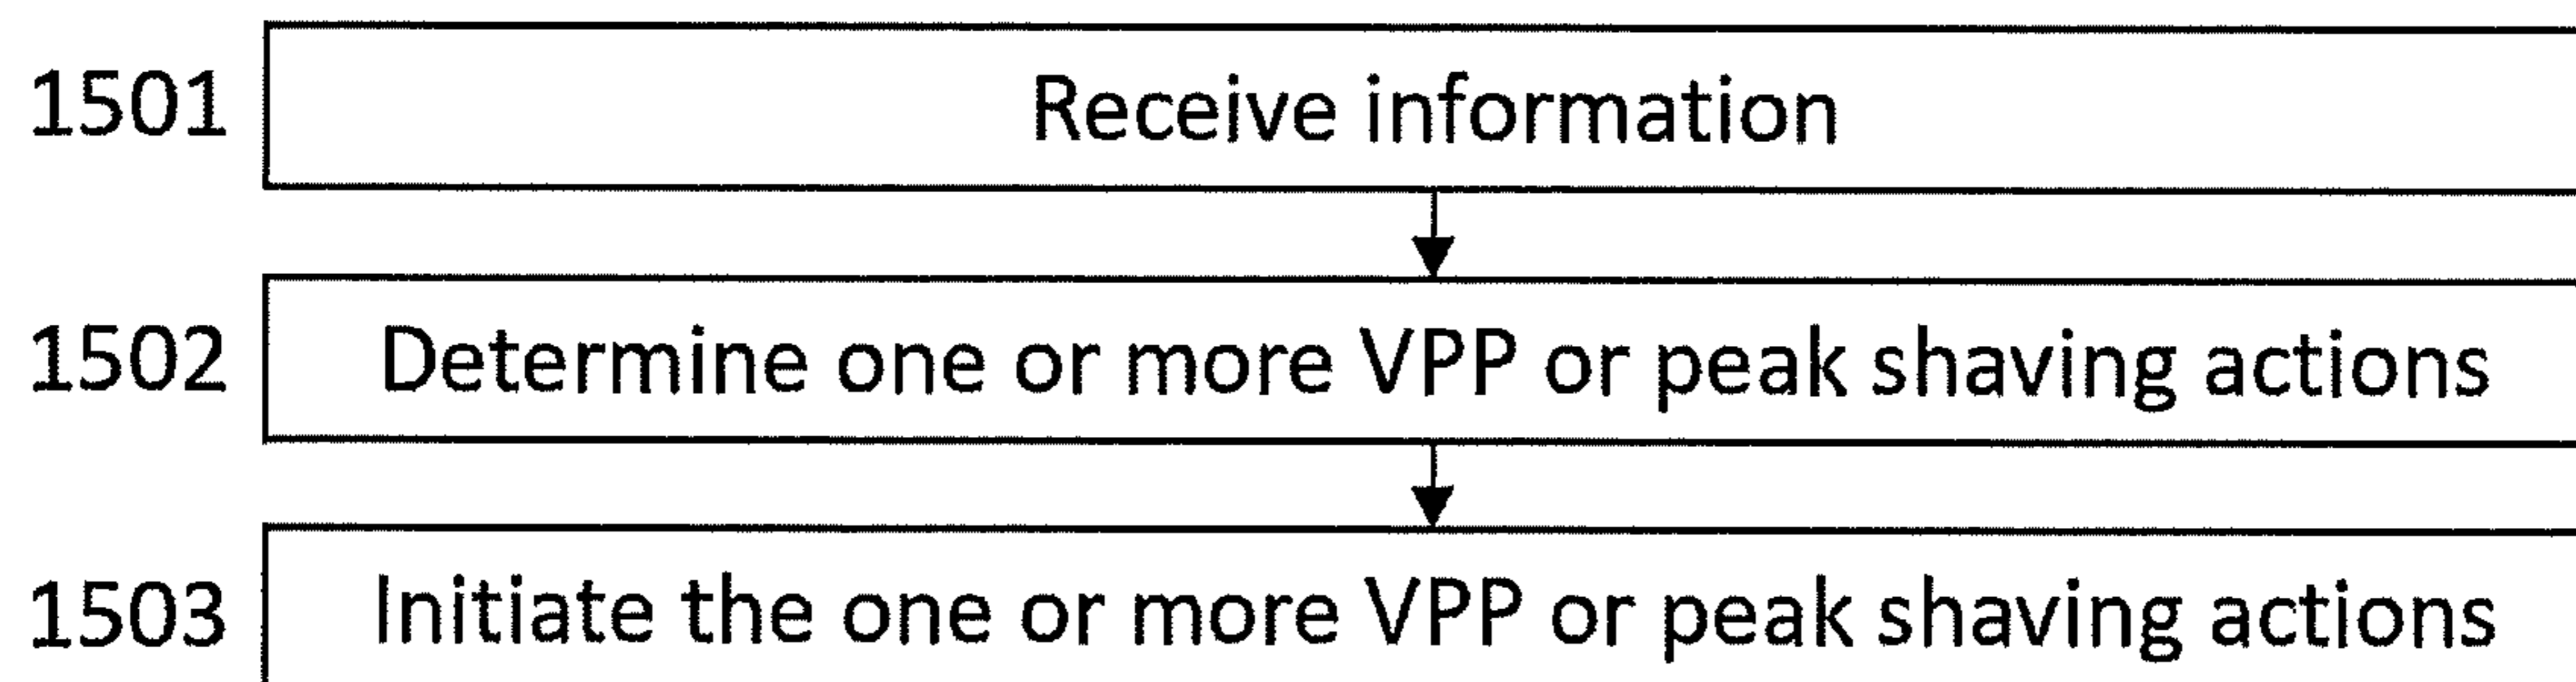 1501 Receive information
1502 Determine one or more VPP or peak shaving actions
1503 Initiate the one or more VPP or peak shaving actions